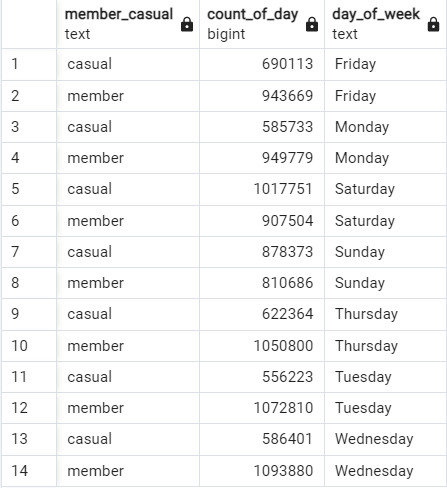 member_casual count_of_day day_of_week
text bigint text
1 casual 690113 Friday
2 member 943669 Friday
3 casual 585733 Monday
4 member 949779 Monday
5 casual 1017751 Saturday
6 member 907504 Saturday
7 casual 878373 Sunday
8 member 810686 Sunday
9 casual 622364 Thursday
10 member 1050800 Thursday
11 casual 556223 Tuesday
12 member 1072810 Tuesday
13 casual 586401 Wednesday
14 member 1093880 Wednesday